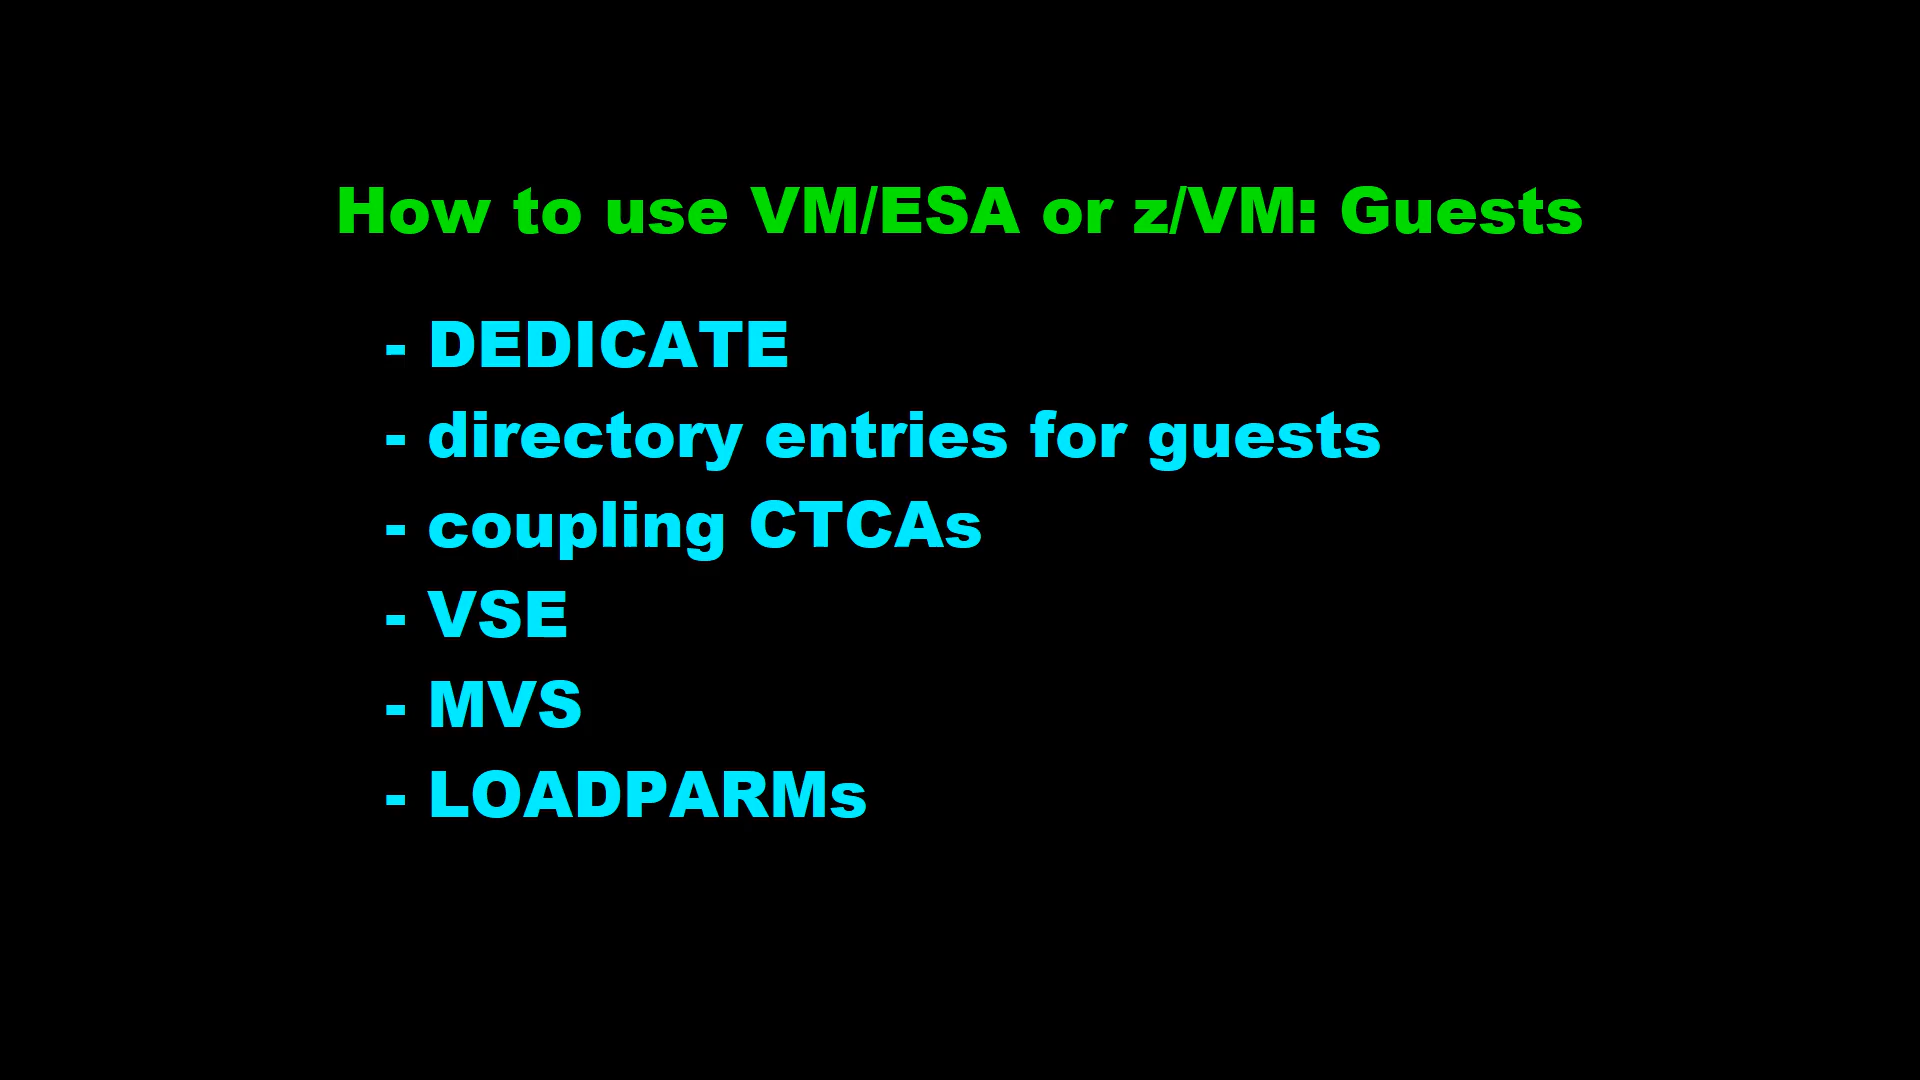 How to use VM/ESA or z/VM: Guests
- DEDICATE
- directory entries for guests
- coupling CTCAs
- VSE
- MVS
- LOADPARMs